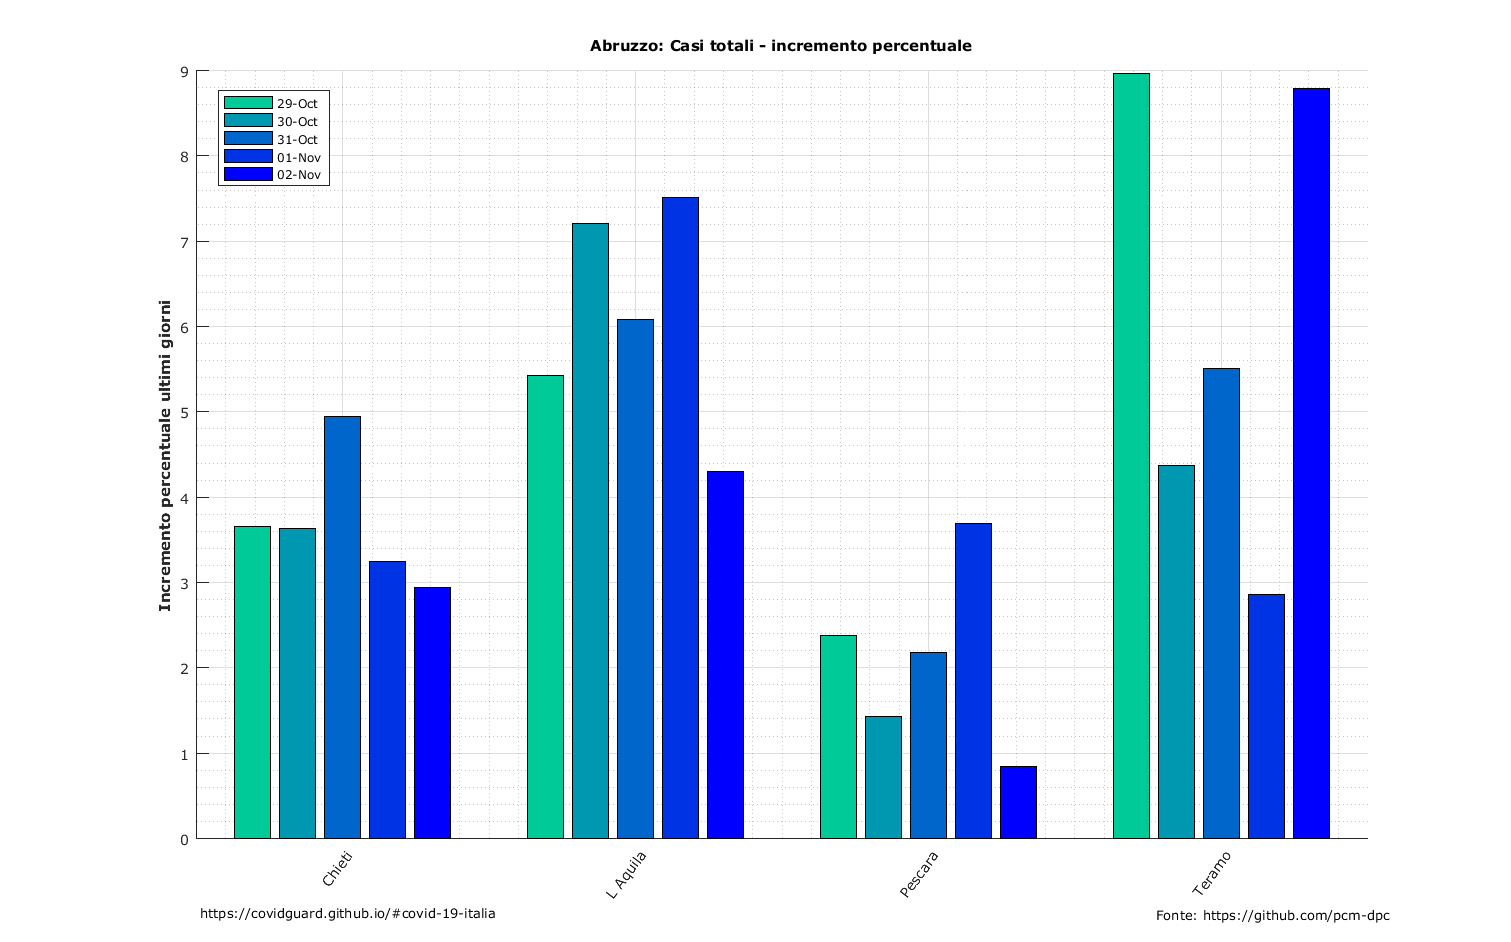 Abruzzo: Casi totali - incremento percentuale
9
8
7
6
5
4
3
2
1
0
Incremento percentuale ultimi giorni
29-Oct
30-Oct
31-Oct
01-Nov
02-Nov
Chieti
L Aquila
Pescara
Teramo
https://covidguard.github.io/#covid-19-italia
Fonte: https://github.com/pcm-dpc